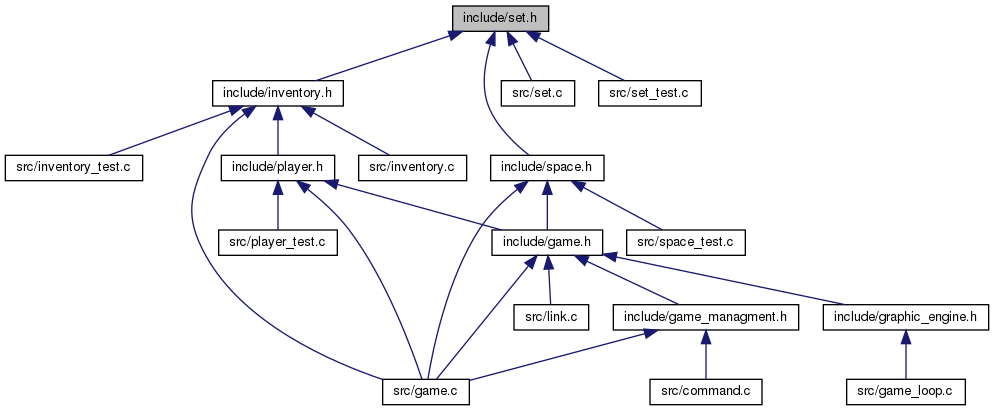 include/set.h
include/inventory.h
src/set.c
src/set_test.c
src/inventory_test.c
include/player.h
src/inventory.c
include/space.h
src/player_test.c
include/game.h
src/space_test.c
src/link.c
include/game_managment.h
include/graphic_engine.h
src/game.c
src/command.c
src/game_loop.c